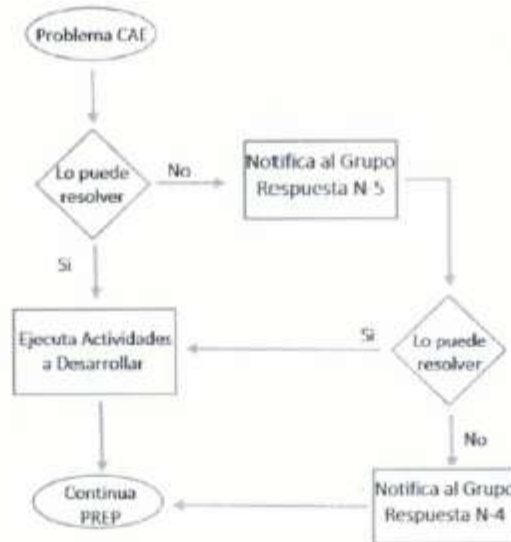 Problema CAE
Lo puede
resolver
No
Notifica al Grupo
Respuesta N-5
Si
Ejecuta Actividades
a Desarrollar
Si
Lo puede
resolver
No
Continua
PREP
Notifica al Grupo
Respuesta N-4